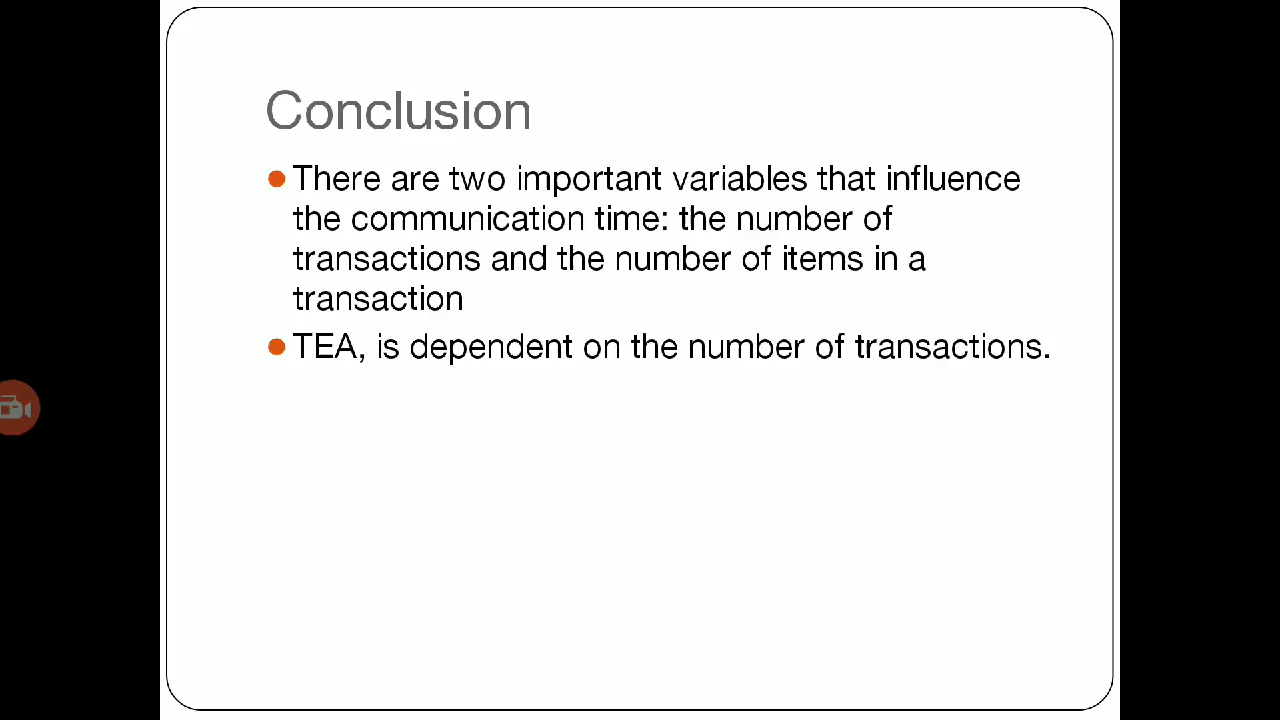 Conclusion
There are two important variables that influence
the communication time: the number of
transactions and the number of items in a
transaction
TEA, is dependent on the number of transactions.